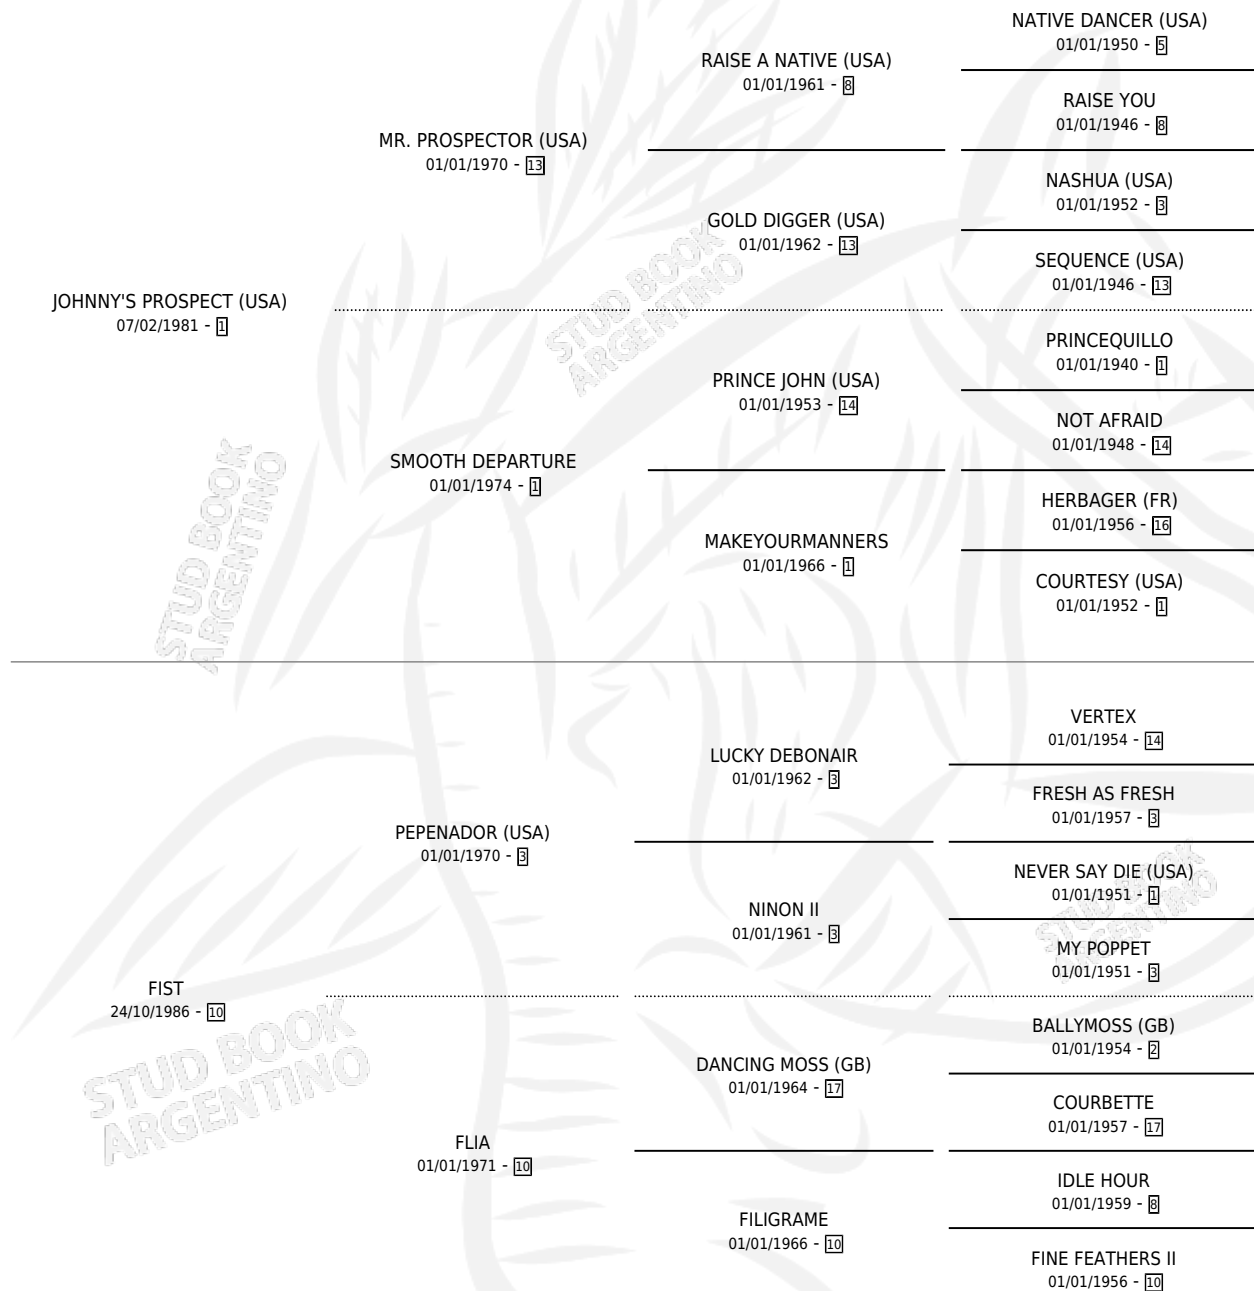 NATIVE DANCER (USA)
01/01/1950 - 5
RAISE A NATIVE (USA)
01/01/1961 - 8
RAISE YOU
01/01/1946 - 8
MR. PROSPECTOR (USA)
01/01/1970 - 13
NASHUA (USA)
01/01/1952 - 3
GOLD DIGGER (USA)
01/01/1962 - 13
SEQUENCE (USA)
01/01/1946 - 13
JOHNNY'S PROSPECT (USA)
07/02/1981 - 1
STUD BOOK
ARGENTINO
PRINCEQUILLO
01/01/1940 - 1
PRINCE JOHN (USA)
01/01/1953 - 14
NOT AFRAID
01/01/1948 - 14
SMOOTH DEPARTURE
01/01/1974 - 1
HERBAGER (FR)
01/01/1956 - 16
MAKEYOURMANNERS
01/01/1966 - 1
COURTESY (USA)
01/01/1952 - 1
STUD BOOK
ARGENTINO
VERTEX
01/01/1954 - 14
LUCKY DEBONAIR
01/01/1962 - 3
FRESH AS FRESH
01/01/1957 - 3
PEPENADOR (USA)
01/01/1970 - 3
NEVER SAY DIE (USA)
01/01/1951 - 1
NINON II
01/01/1961 - 3
MY POPPET
01/01/1951 - 3
STUD BOOK
ARGENTINO
FIST
24/10/1986 - 10
BALLYMOSS (GB)
01/01/1954 - 2
DANCING MOSS (GB)
01/01/1964 - 17
COURBETTE
01/01/1957 - 17
STUD BOOK
ARGENTINO
FLIA
01/01/1971 - 10
IDLE HOUR
01/01/1959 - 8
FILIGRAME
01/01/1966 - 10
FINE FEATHERS II
01/01/1956 - 10